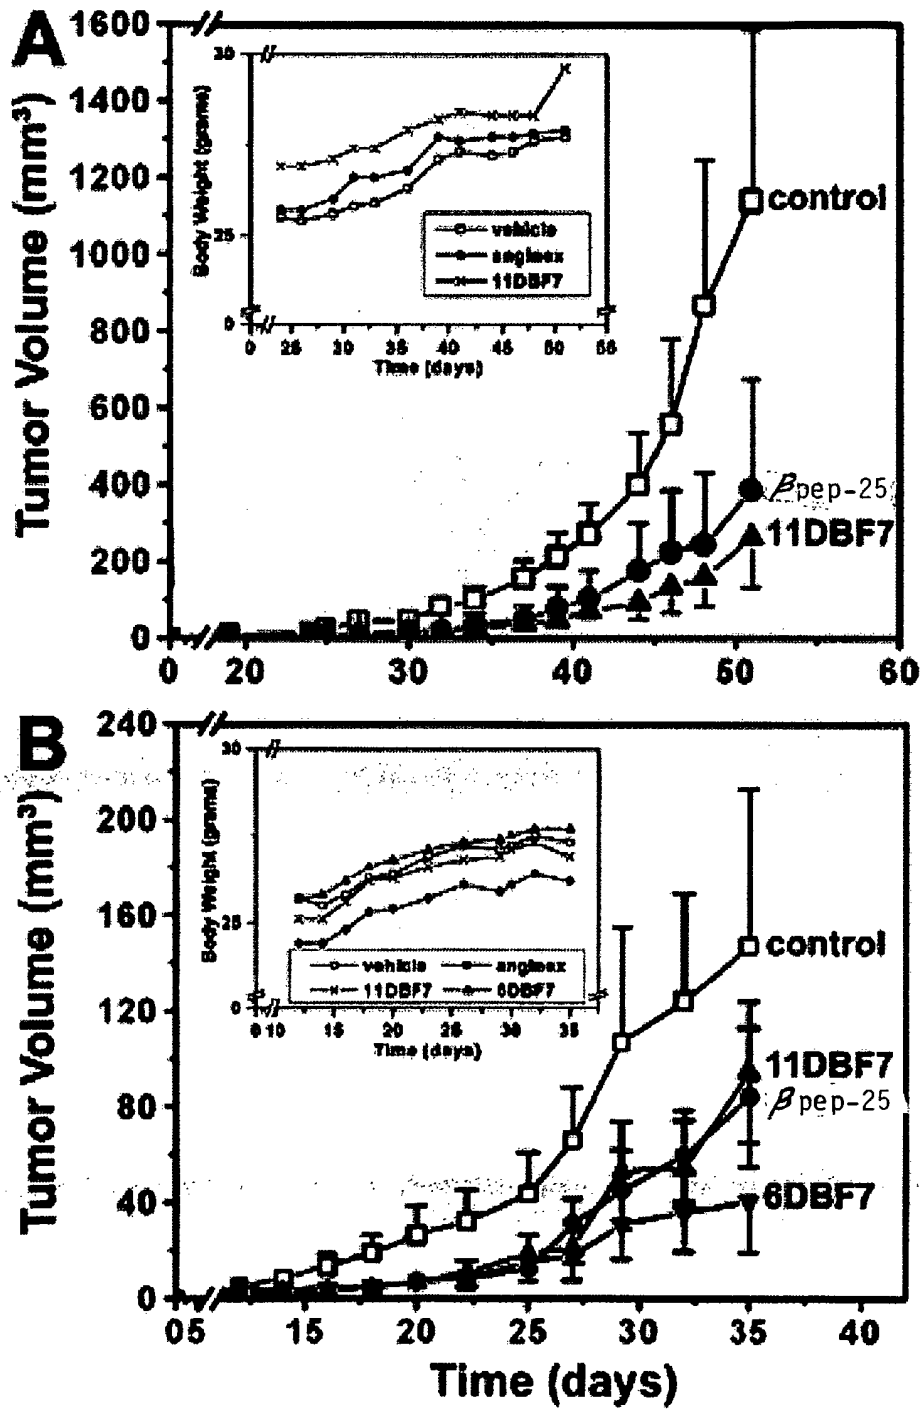 A
Tumor Volume (mm³)
1600
1400
1200
1000
800
600
400
200
0
0 20 30 40 50 60
control
βpep-25
11DBF7
Body Weight (grams)
30
25
0
0 25 30 35 40 45 50 55
Time (days)
vehicle
anginex
11DBF7
B
Tumor Volume (mm³)
240
200
160
120
80
40
0
05 15 20 25 30 35 40
Time (days)
control
11DBF7
βpep-25
6DBF7
Body Weight (grams)
30
25
0
0 10 15 20 25 30 35
Time (days)
vehicle anginex
11DBF7 6DBF7